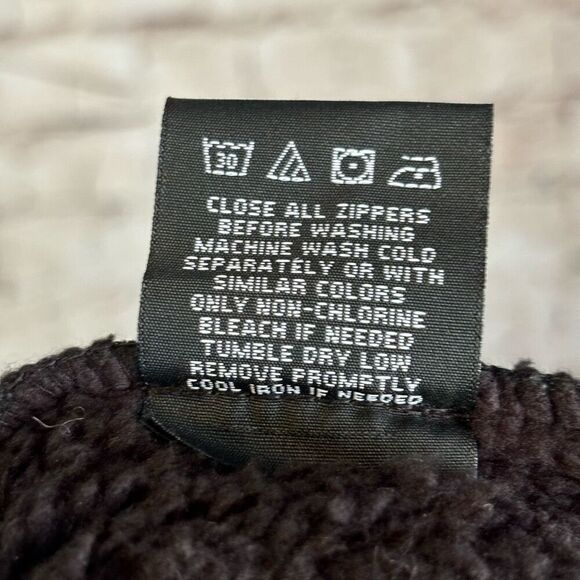 30
CLOSE ALL ZIPPERS
BEFORE WASHING
MACHINE WASH COLD
SEPARATELY OR WITH
SIMILAR COLORS
ONLY NON-CHLORINE
BLEACH IF NEEDED
TUMBLE DRY LOW
REMOVE PROMPTLY
COOL IRON IF NEEDED